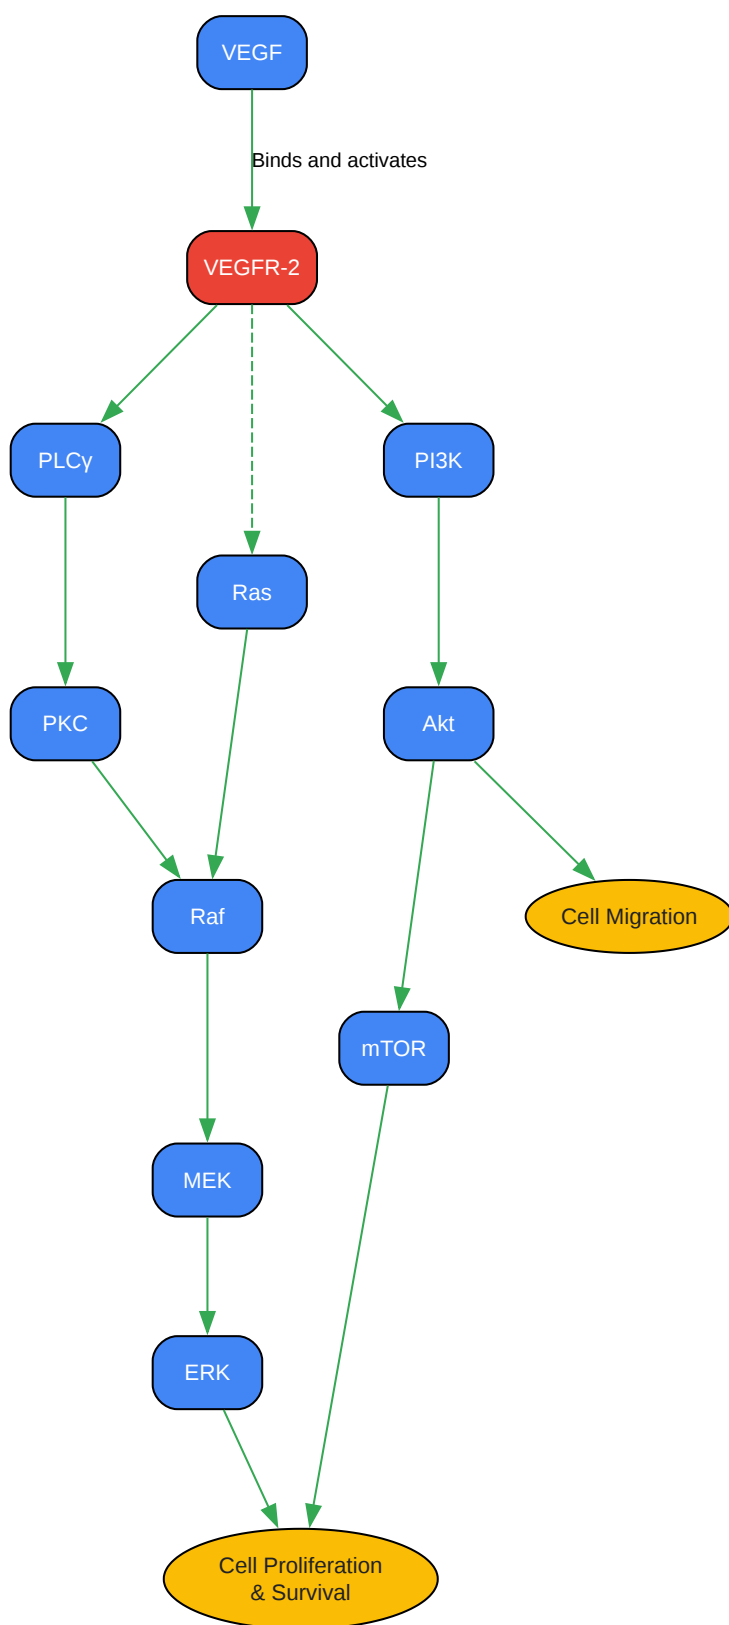 VEGF
Binds and activates
VEGFR-2
PLCγ
PI3K
Ras
PKC
Akt
Raf
Cell Migration
mTOR
MEK
ERK
Cell Proliferation
& Survival